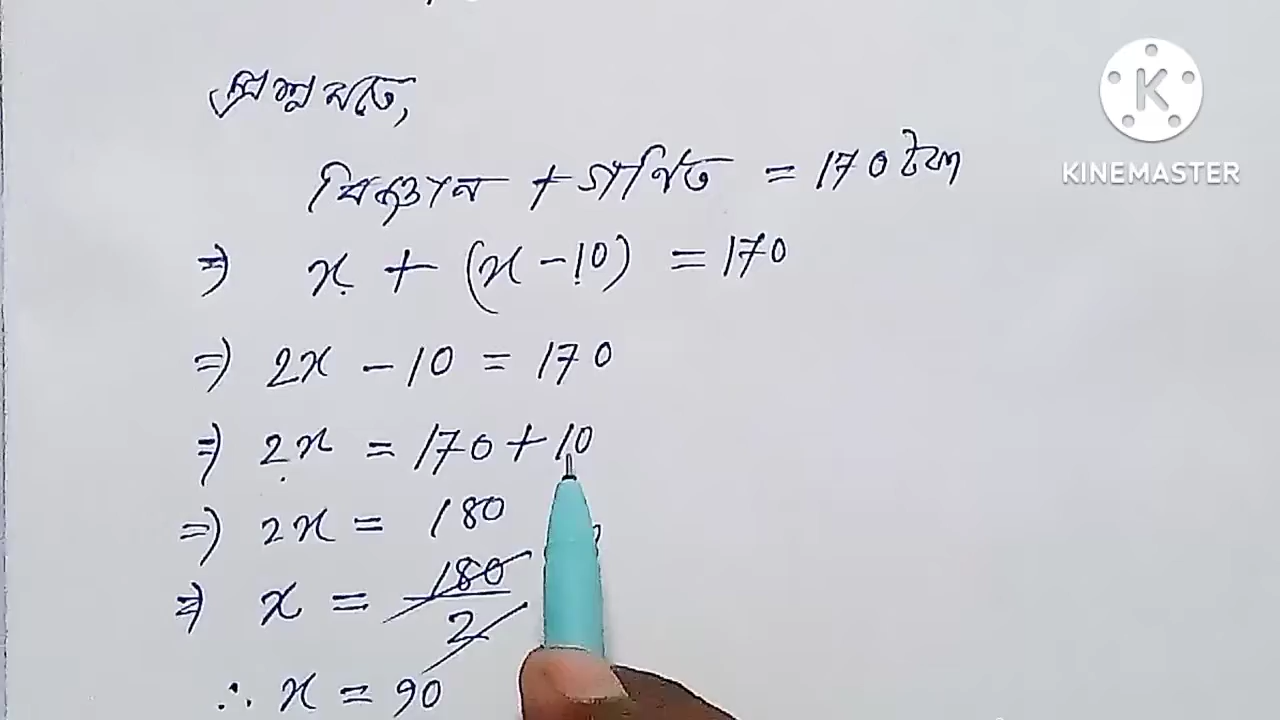 প্রশ্নমতে,
বিজ্ঞান + গণিত = 170 টাকা
⇒ x + (x - 10) = 170
⇒ 2x - 10 = 170
⇒ 2x = 170 + 10
⇒ 2x = 180
⇒ x = 180/2
∴ x = 90
KINEMASTER